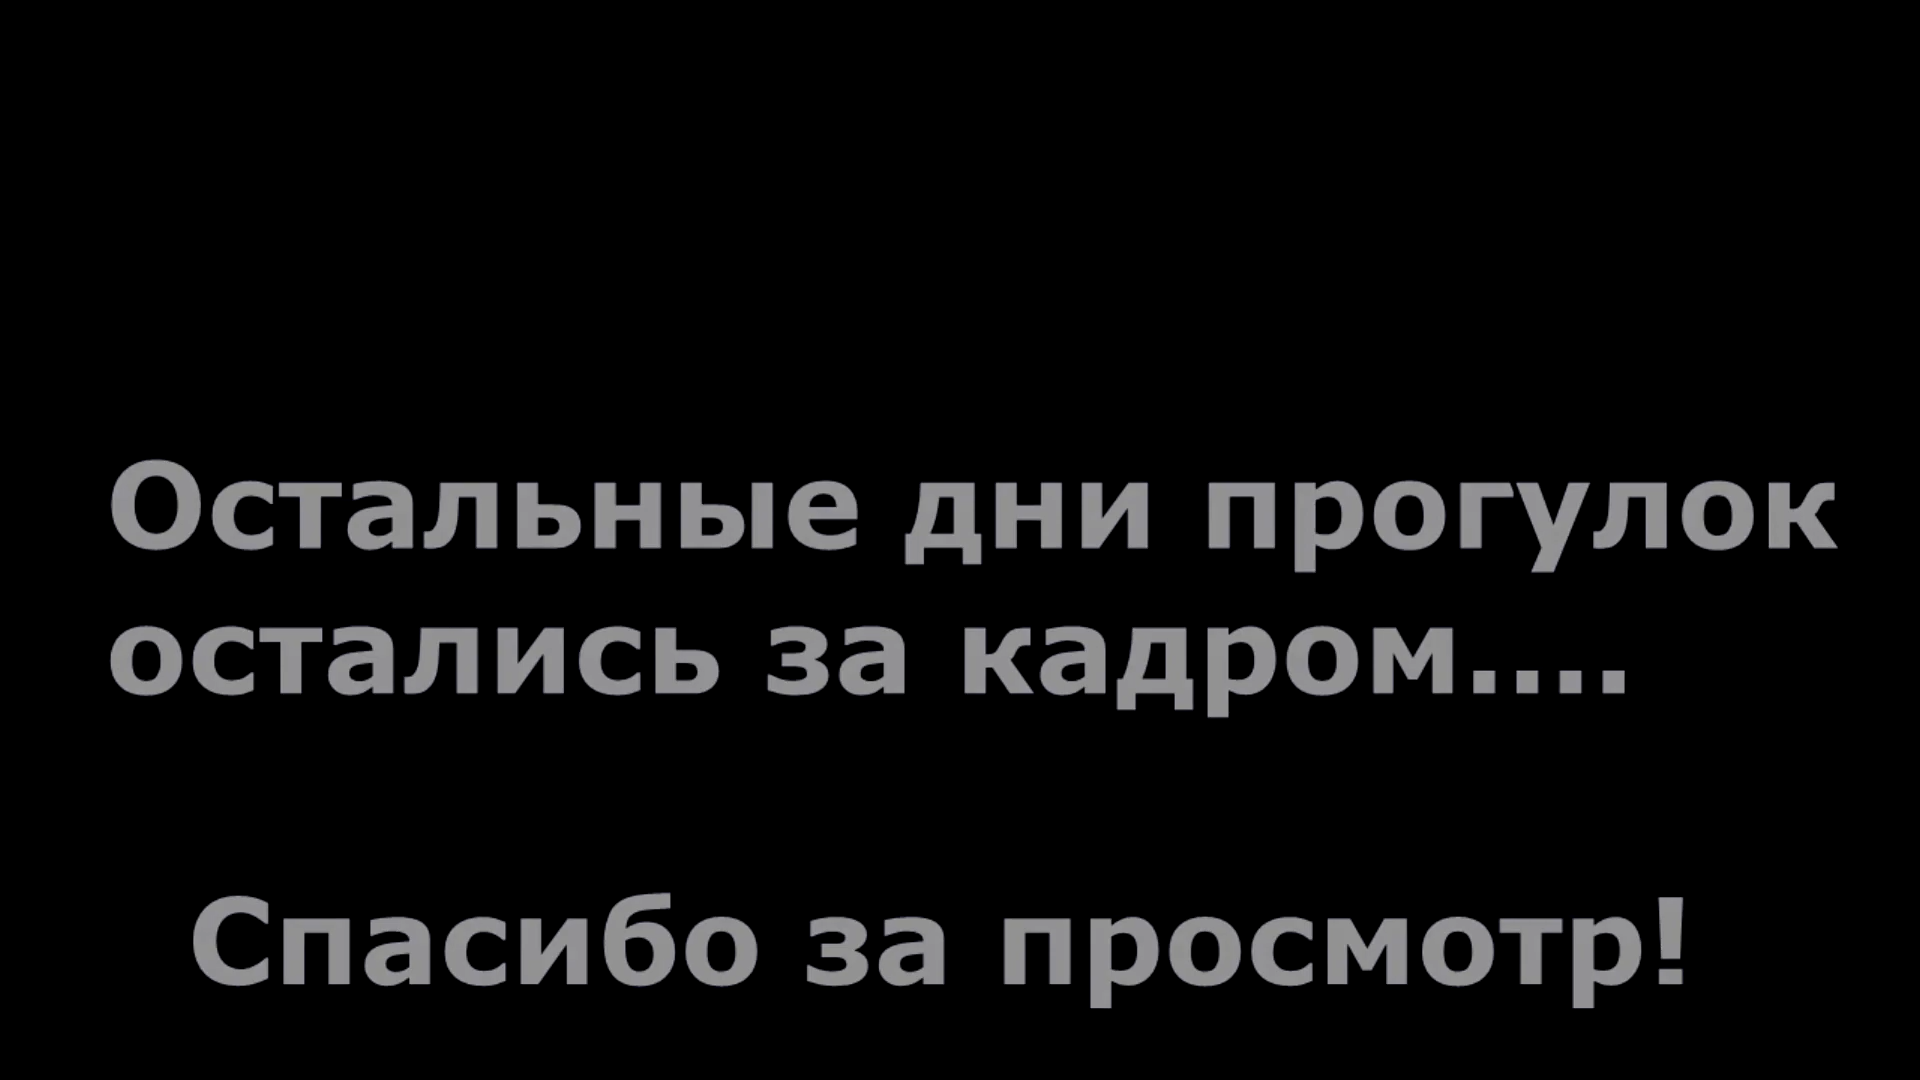 Остальные дни прогулок
остались за кадром....
Спасибо за просмотр!